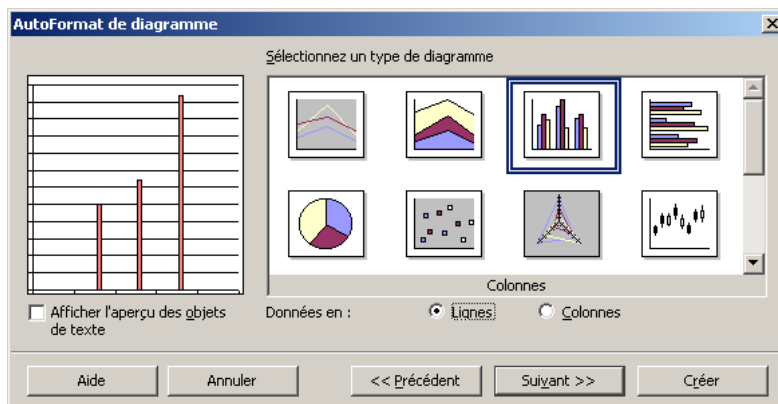 AutoFormat de diagramme
Sélectionnez un type de diagramme
Colonnes
Afficher l'aperçu des objets
de texte
Données en :
Lignes
Colonnes
Aide
Annuler
<< Précédent
Suivant >>
Créer